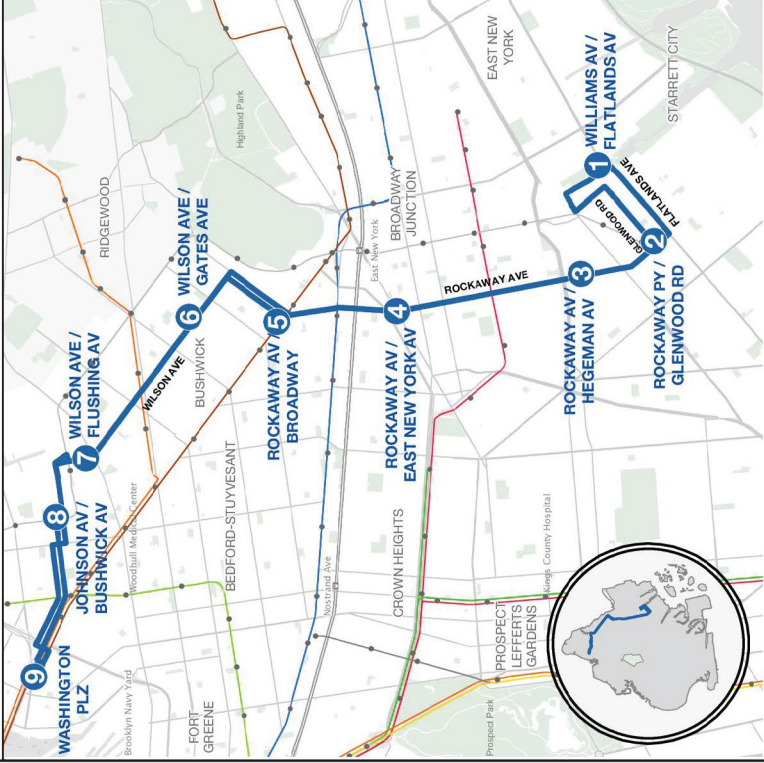 WASHINGTON
PLZ
9
8
JOHNSON AV /
BUSHWICK AV
7
WILSON AVE /
FLUSHING AV
WILSON AVE
6
WILSON AVE /
GATES AVE
5
ROCKAWAY AV /
BROADWAY
4
ROCKAWAY AV /
EAST NEW YORK AV
ROCKAWAY AVE
3
ROCKAWAY AV /
HEGEMAN AV
2
ROCKAWAY PY /
GLENWOOD RD
GLENWOOD RD
FLATLANDS AVE
1
WILLIAMS AV /
FLATLANDS AV
RIDGEWOOD
Highland Park
EAST NEW
YORK
STARRETT CITY
BROADWAY
JUNCTION
East New York
BUSHWICK
BEDFORD-STUYVESANT
Woodhull Medical Center
Nostrand Ave
CROWN HEIGHTS
Kings County Hospital
PROSPECT
LEFFERTS
GARDENS
Prospect Park
FORT
GREENE
Brooklyn Navy Yard